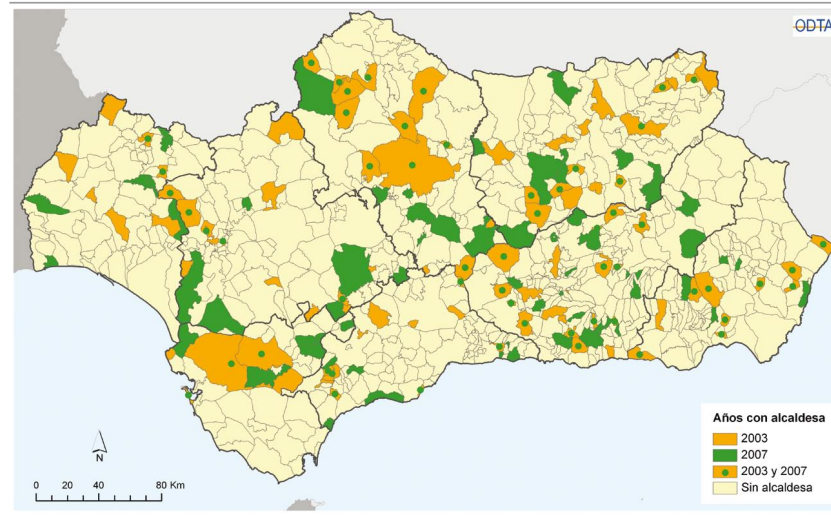 ODTA
Años con alcaldesa
2003
2007
2003 y 2007
Sin alcaldesa
N
0 20 40 80 Km